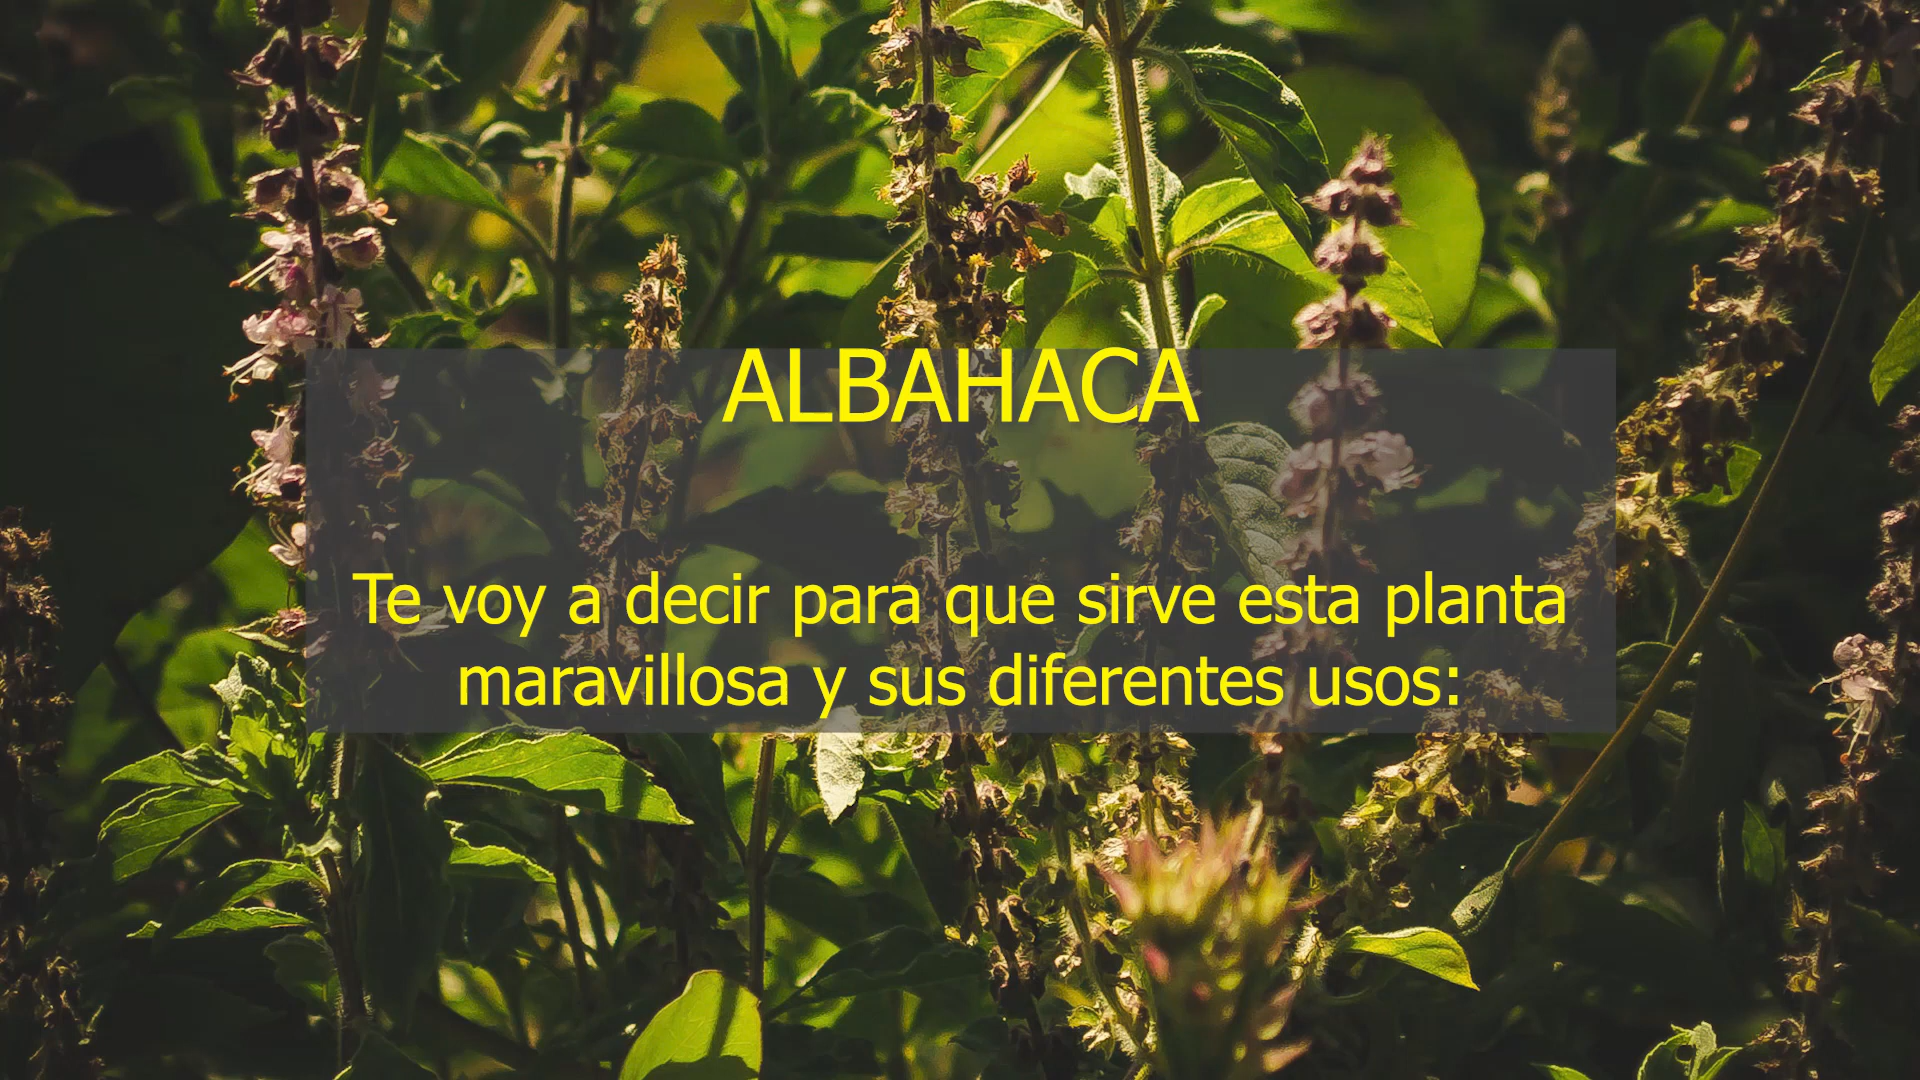 ALBAHACA
Te voy a decir para que sirve esta planta
maravillosa y sus diferentes usos: